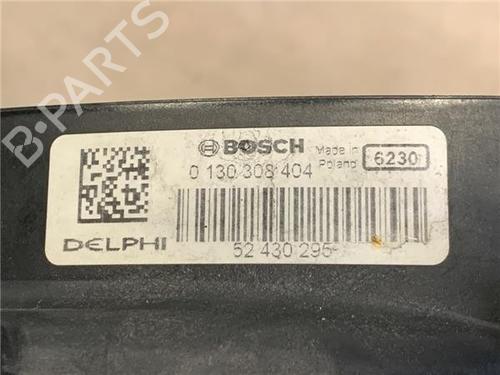 B-PARTS
BOSCH
0 130 308 404
Made in
Poland
6230
DELPHI
52 430 295